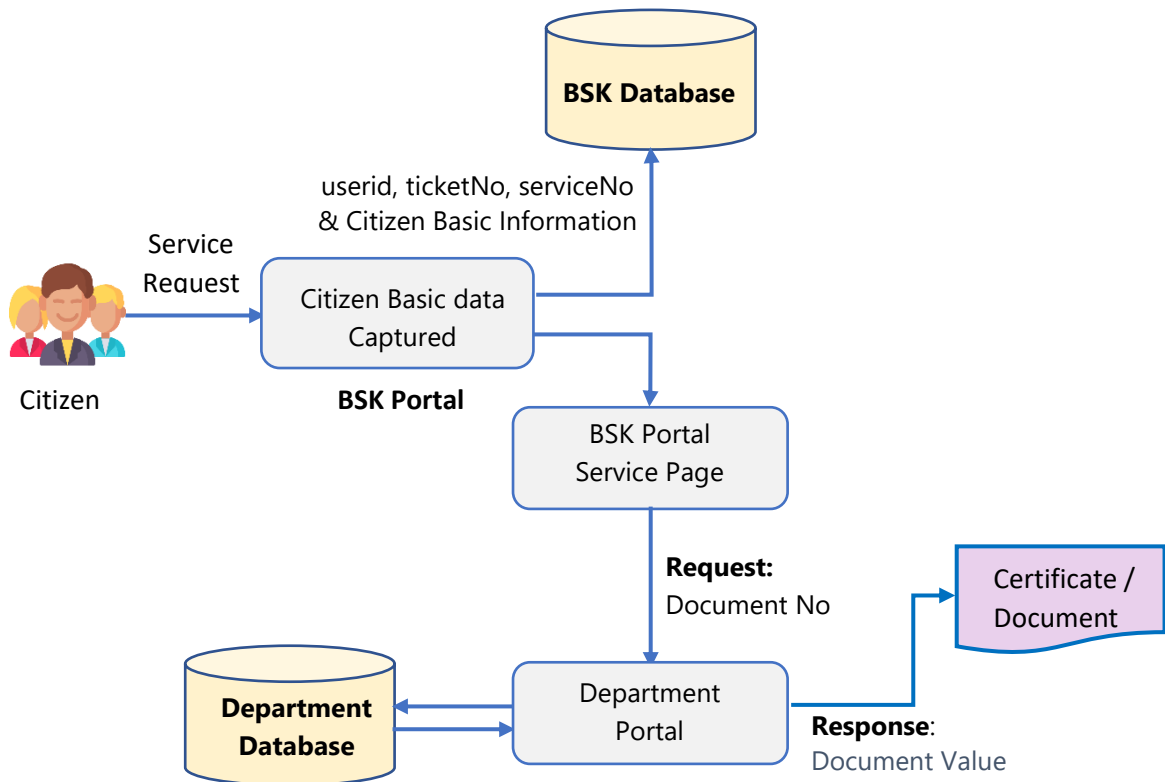 BSK Database
userid, ticketNo, serviceNo
& Citizen Basic Information
Service
Request
Citizen Basic data
Captured
Citizen
BSK Portal
BSK Portal
Service Page
Request:
Document No
Certificate /
Document
Department
Database
Department
Portal
Response:
Document Value